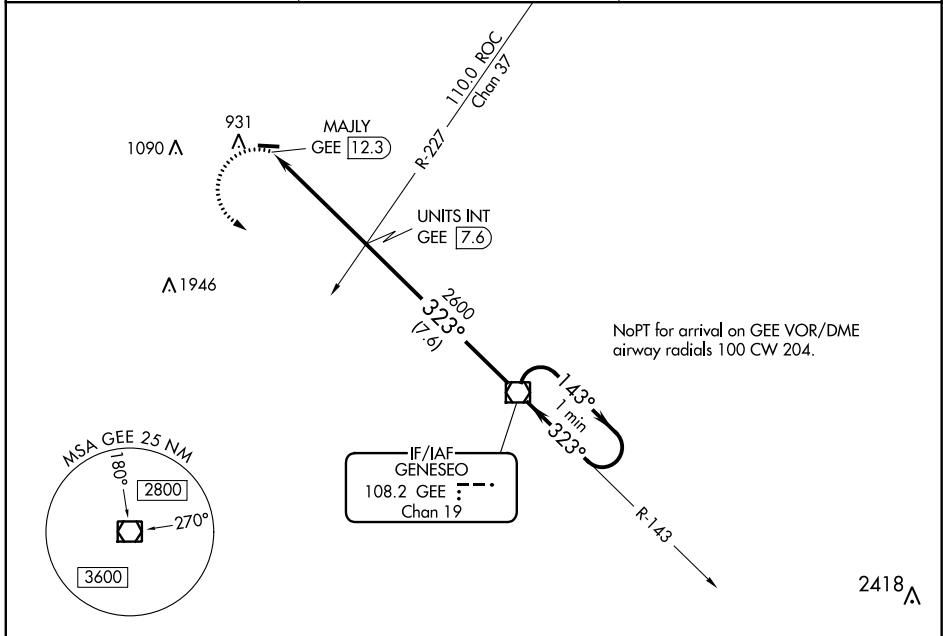 110.0 ROC
Chan 37
R-227
931
1090
MAJLY
GEE 12.3
UNITS INT
GEE 7.6
1946
2600
323°
(7.6)
NoPT for arrival on GEE VOR/DME
airway radials 100 CW 204.
143°
1 min
323°
MSA GEE 25 NM
180°
2800
270°
3600
IF/IAF
GENESEO
108.2 GEE
Chan 19
R-143
2418